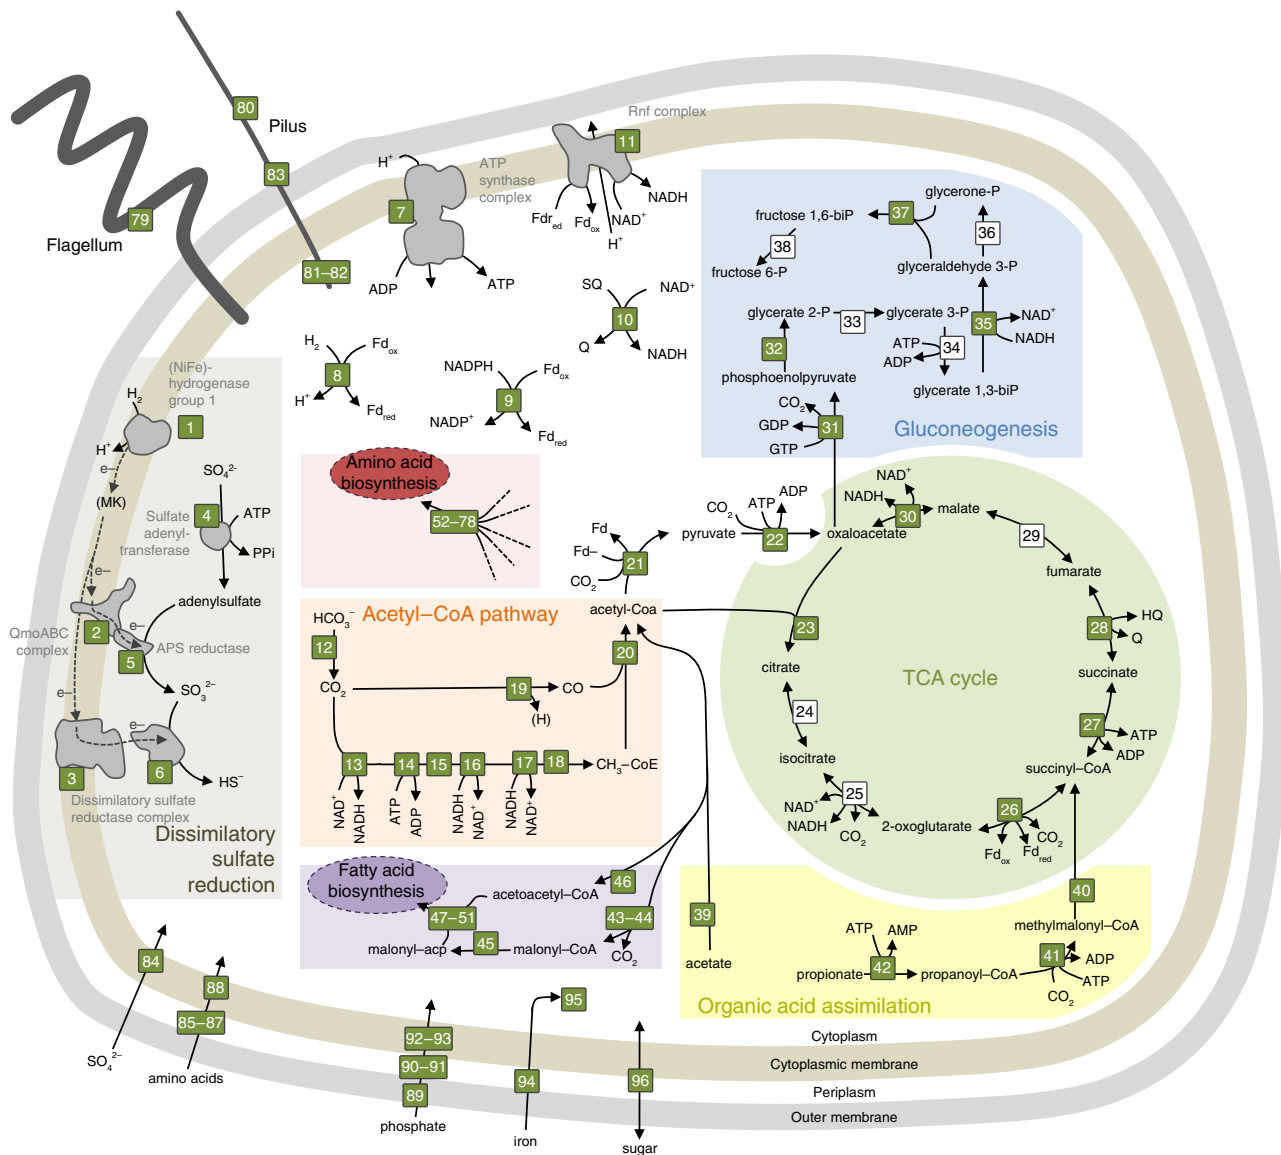 80
Pilus
83
79
Flagellum
81–82
H⁺
7
ATP
synthase
complex
ADP
ATP
Rnf complex
11
NADH
Fdr_ed
Fd_ox
NAD⁺
H⁺
SQ
NAD⁺
10
Q
NADH
H₂
Fd_ox
8
H⁺
Fd_red
NADPH
Fd_ox
9
NADP⁺
Fd_red
glycerone-P
fructose 1,6-biP
37
36
38
fructose 6-P
glyceraldehyde 3-P
glycerate 2-P
33
glycerate 3-P
35
NAD⁺
NADH
32
ATP
34
ADP
phosphoenolpyruvate
glycerate 1,3-biP
CO₂
GDP
31
GTP
Gluconeogenesis
(NiFe)-
hydrogenase
group 1
H₂
1
H⁺
e–
(MK)
SO₄²⁻
Sulfate
adenyl-
transferase
4
ATP
PPi
e–
adenylsulfate
QmoABC
complex
2
e–
5
APS reductase
SO₃²⁻
e–
e–
3
6
HS⁻
Dissimilatory sulfate
reductase complex
Dissimilatory
sulfate
reduction
Amino acid
biosynthesis
52–78
Fd
Fd–
21
CO₂
pyruvate
CO₂
ATP
ADP
22
oxaloacetate
NAD⁺
NADH
30
malate
29
fumarate
28
HQ
Q
succinate
27
ATP
ADP
succinyl–CoA
26
CO₂
Fd_red
Fd_ox
2-oxoglutarate
25
NAD⁺
NADH
CO₂
isocitrate
24
citrate
23
TCA cycle
Acetyl–CoA pathway
acetyl-Coa
HCO₃⁻
12
CO₂
19
CO
(H)
20
13
14
15
16
17
18
CH₃–CoE
NAD⁺
NADH
ATP
ADP
NADH
NAD⁺
NADH
NAD⁺
Fatty acid
biosynthesis
acetoacetyl–CoA
46
47–51
43–44
malonyl–acp
45
malonyl–CoA
CO₂
39
acetate
40
methylmalonyl–CoA
ATP
AMP
propionate
42
propanoyl–CoA
41
ADP
ATP
CO₂
Organic acid assimilation
84
SO₄²⁻
88
85–87
amino acids
92–93
90–91
89
phosphate
95
94
iron
96
sugar
Cytoplasm
Cytoplasmic membrane
Periplasm
Outer membrane